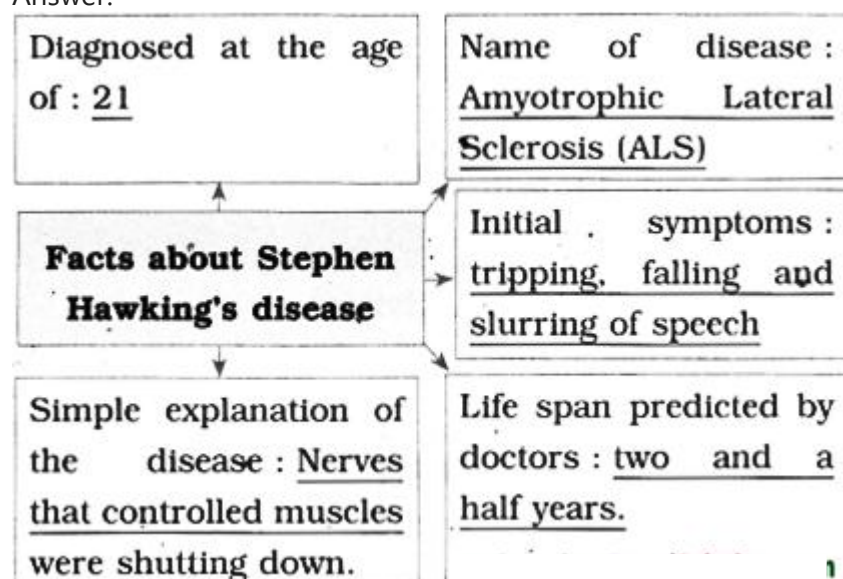 Answer:
Diagnosed at the age
of : 21
Name of disease :
Amyotrophic Lateral
Sclerosis (ALS)
Facts about Stephen
Hawking's disease
Initial symptoms :
tripping, falling and
slurring of speech
Simple explanation of
the disease : Nerves
that controlled muscles
were shutting down.
Life span predicted by
doctors : two and a
half years.